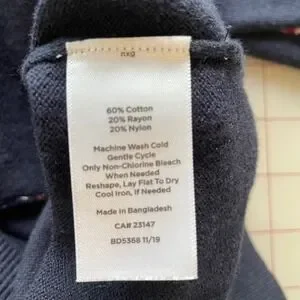 nxg
60% Cotton
20% Rayon
20% Nylon
Machine Wash Cold
Gentle Cycle
Only Non-Chlorine Bleach
When Needed
Reshape, Lay Flat To Dry
Cool Iron, If Needed
Made in Bangladesh
CA# 23147
BD5368 11/19